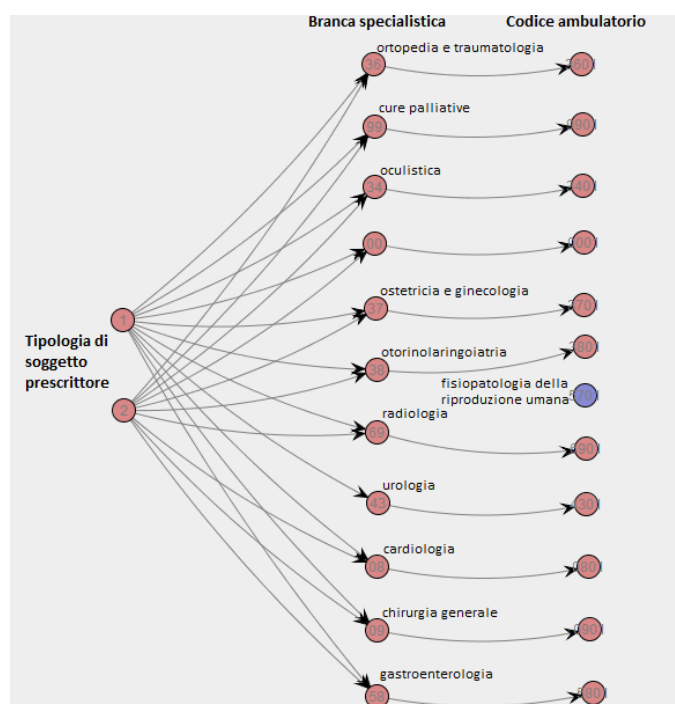 Branca specialistica Codice ambulatorio
ortopedia e traumatologia
36
cure palliative
99
oculistica
34
00
ostetricia e ginecologia
37
1
Tipologia di
soggetto
prescrittore
otorinolaringoiatria
38
fisiopatologia della
riproduzione umana
2
radiologia
69
urologia
43
cardiologia
08
chirurgia generale
09
gastroenterologia
58